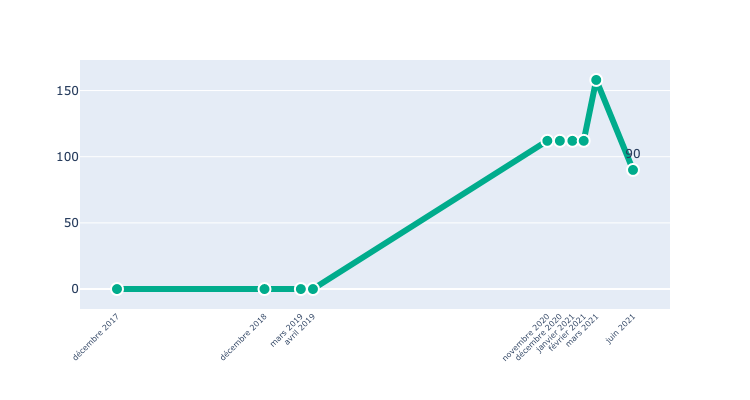 150
100
50
0
90
décembre 2017
décembre 2018
mars 2019
avril 2019
novembre 2020
décembre 2020
janvier 2021
février 2021
mars 2021
juin 2021